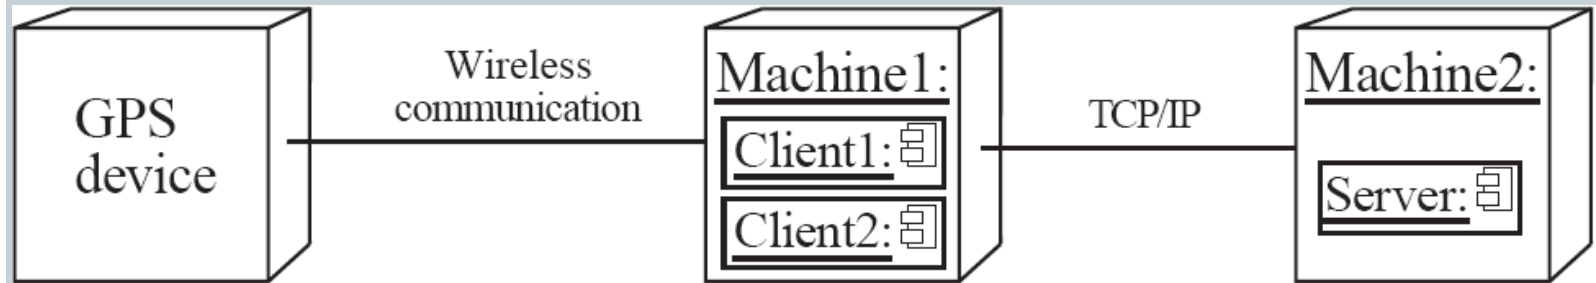 GPS
device
Wireless
communication
Machine1:
Client1:
Client2:
TCP/IP
Machine2:
Server: